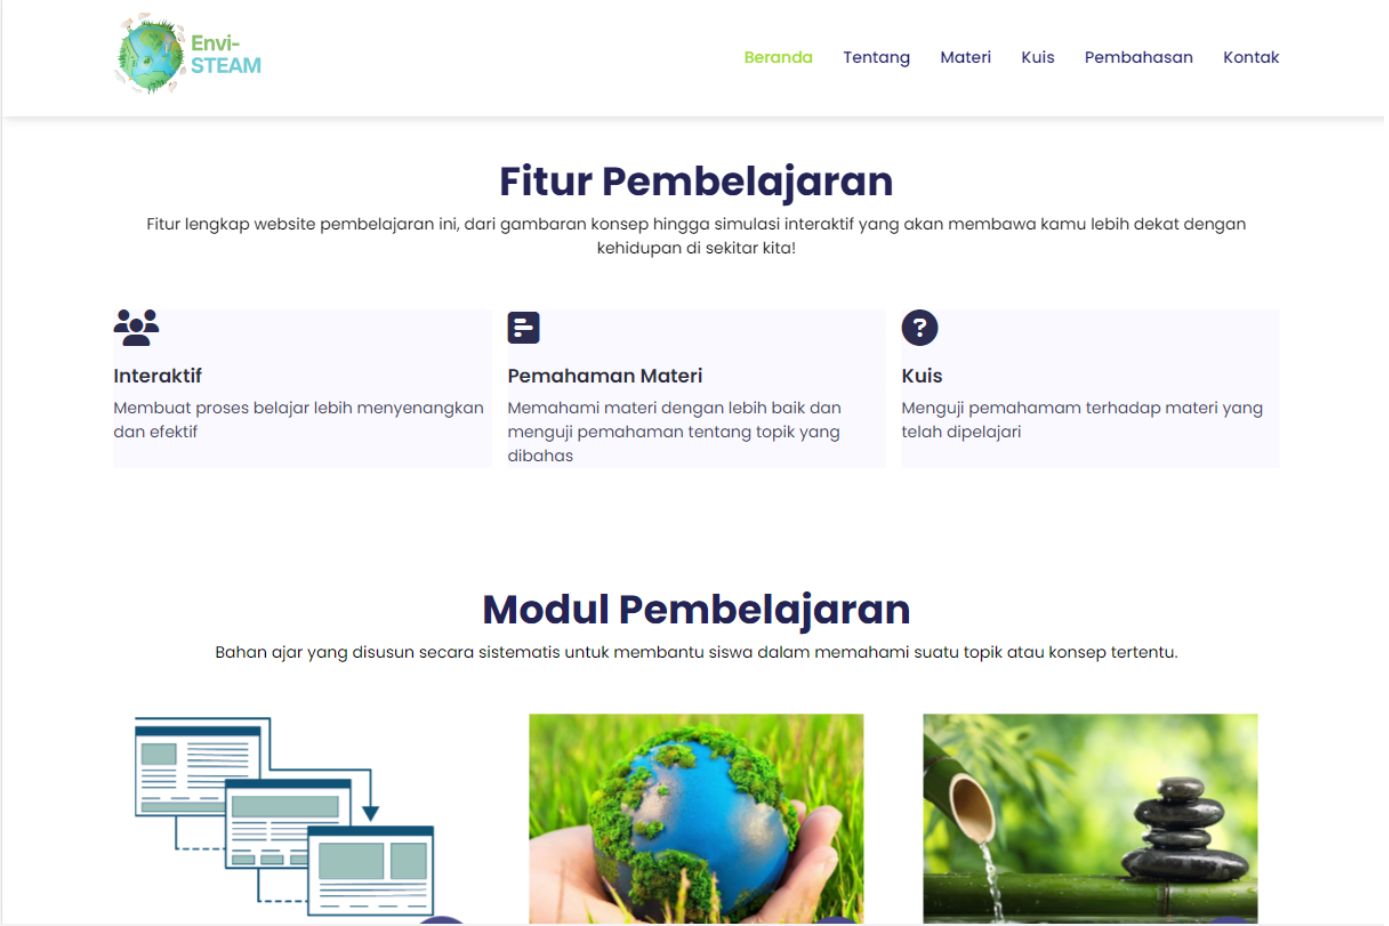 Envi-
STEAM
Beranda Tentang Materi Kuis Pembahasan Kontak
Fitur Pembelajaran
Fitur lengkap website pembelajaran ini, dari gambaran konsep hingga simulasi interaktif yang akan membawa kamu lebih dekat dengan
kehidupan di sekitar kita!
Interaktif
Membuat proses belajar lebih menyenangkan
dan efektif
Pemahaman Materi
Memahami materi dengan lebih baik dan
menguji pemahaman tentang topik yang
dibahas
?
Kuis
Menguji pemahamam terhadap materi yang
telah dipelajari
Modul Pembelajaran
Bahan ajar yang disusun secara sistematis untuk membantu siswa dalam memahami suatu topik atau konsep tertentu.